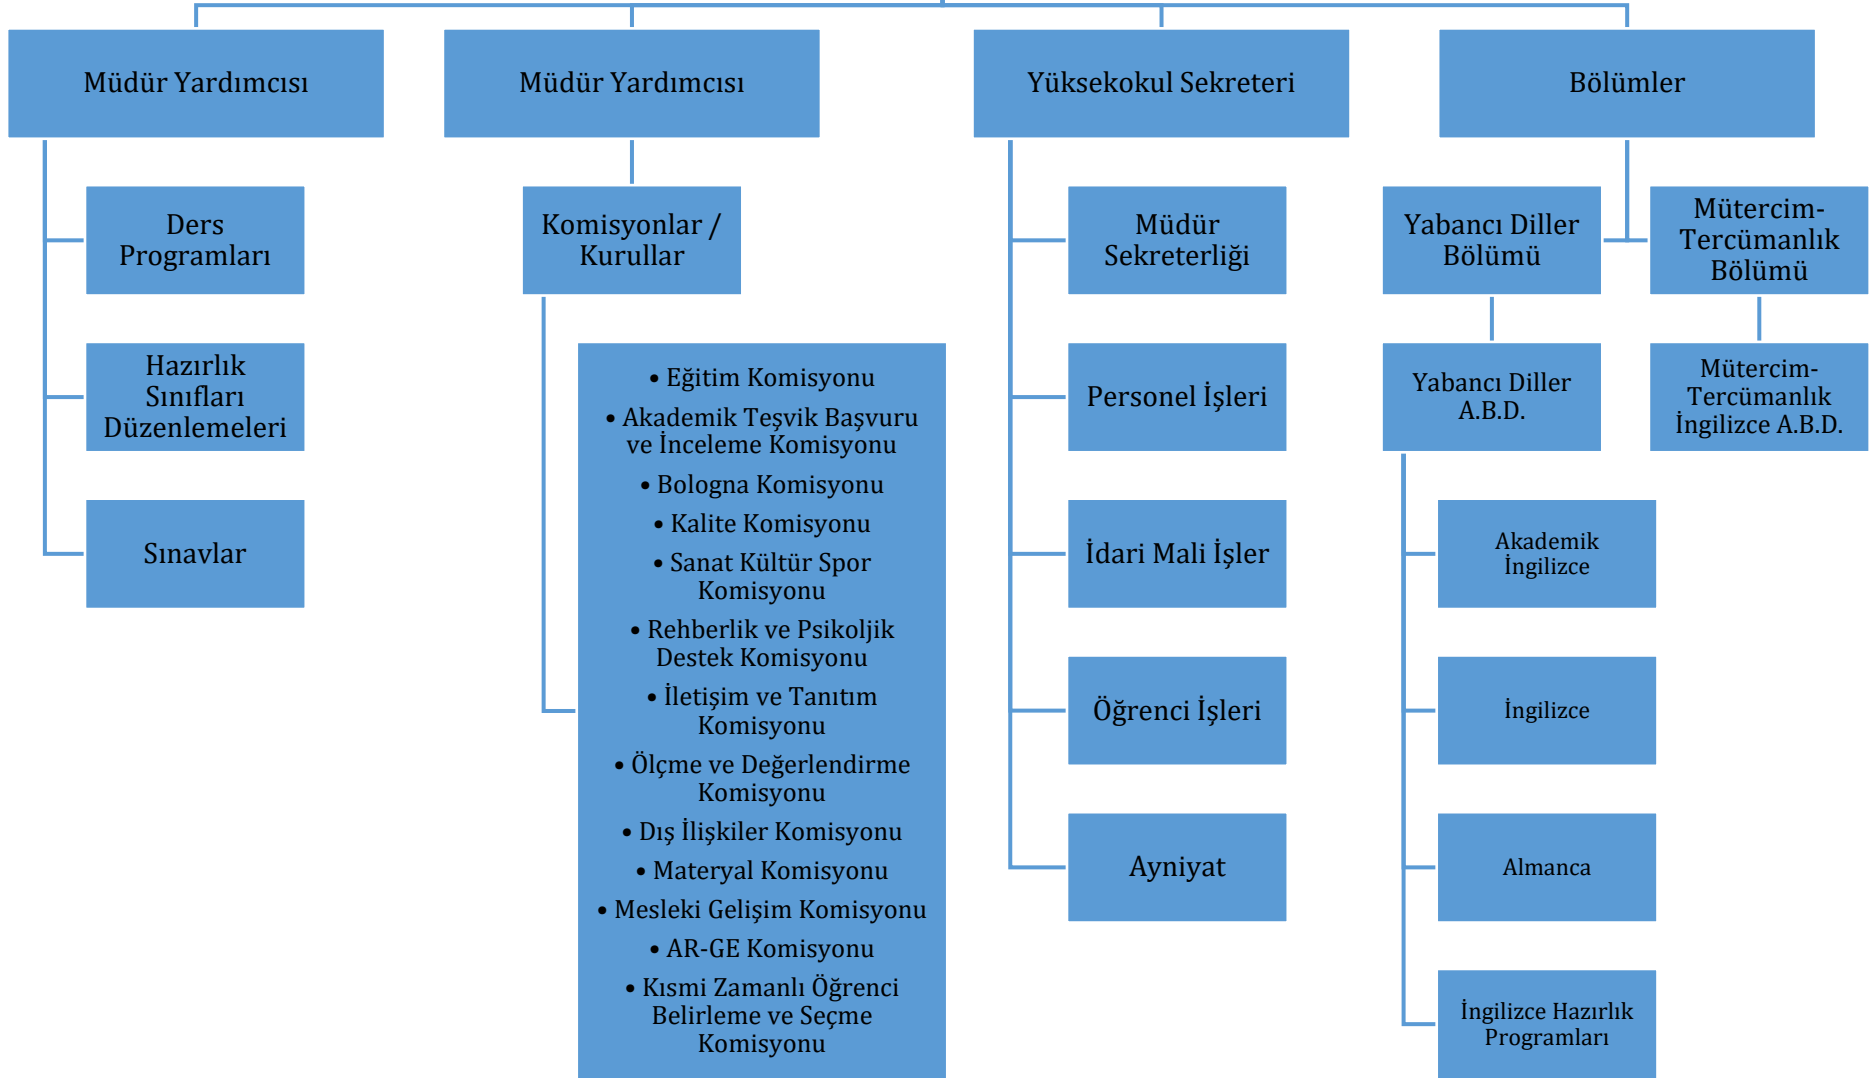 Müdür Yardımcısı
Ders
Programları
Hazırlık
Sınıfları
Düzenlemeleri
Sınavlar
Müdür Yardımcısı
Komisyonlar /
Kurullar
• Eğitim Komisyonu
• Akademik Teşvik Başvuru
ve İnceleme Komisyonu
• Bologna Komisyonu
• Kalite Komisyonu
• Sanat Kültür Spor
Komisyonu
• Rehberlik ve Psikoljik
Destek Komisyonu
• İletişim ve Tanıtım
Komisyonu
• Ölçme ve Değerlendirme
Komisyonu
• Dış İlişkiler Komisyonu
• Materyal Komisyonu
• Mesleki Gelişim Komisyonu
• AR-GE Komisyonu
• Kısmi Zamanlı Öğrenci
Belirleme ve Seçme
Komisyonu
Yüksekokul Sekreteri
Müdür
Sekreterliği
Personel İşleri
İdari Mali İşler
Öğrenci İşleri
Ayniyat
Bölümler
Yabancı Diller
Bölümü
Yabancı Diller
A.B.D.
Akademik
İngilizce
İngilizce
Almanca
İngilizce Hazırlık
Programları
Mütercim-
Tercümanlık
Bölümü
Mütercim-
Tercümanlık
İngilizce A.B.D.